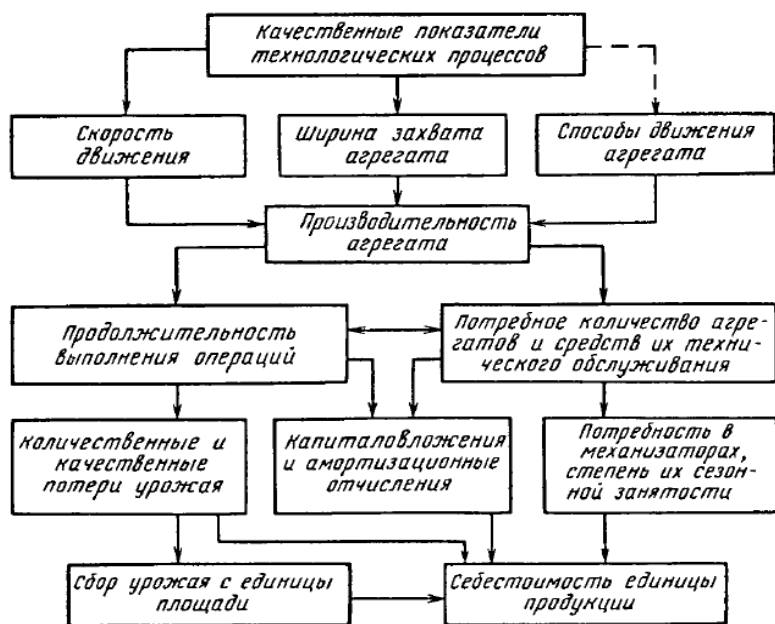 Качественные показатели
технологических процессов
Скорость
движения
Ширина захвата
агрегата
Способы движения
агрегата
Производительность
агрегата
Продолжительность
выполнения операций
Потребное количество агре-
гатов и средств их техни-
ческого обслуживания
Количественные и
качественные
потери урожая
Капиталовложения
и амортизационные
отчисления
Потребность в
механизаторах,
степень их сезон-
ной занятости
Сбор урожая с единицы
площади
Себестоимость единицы
продукции